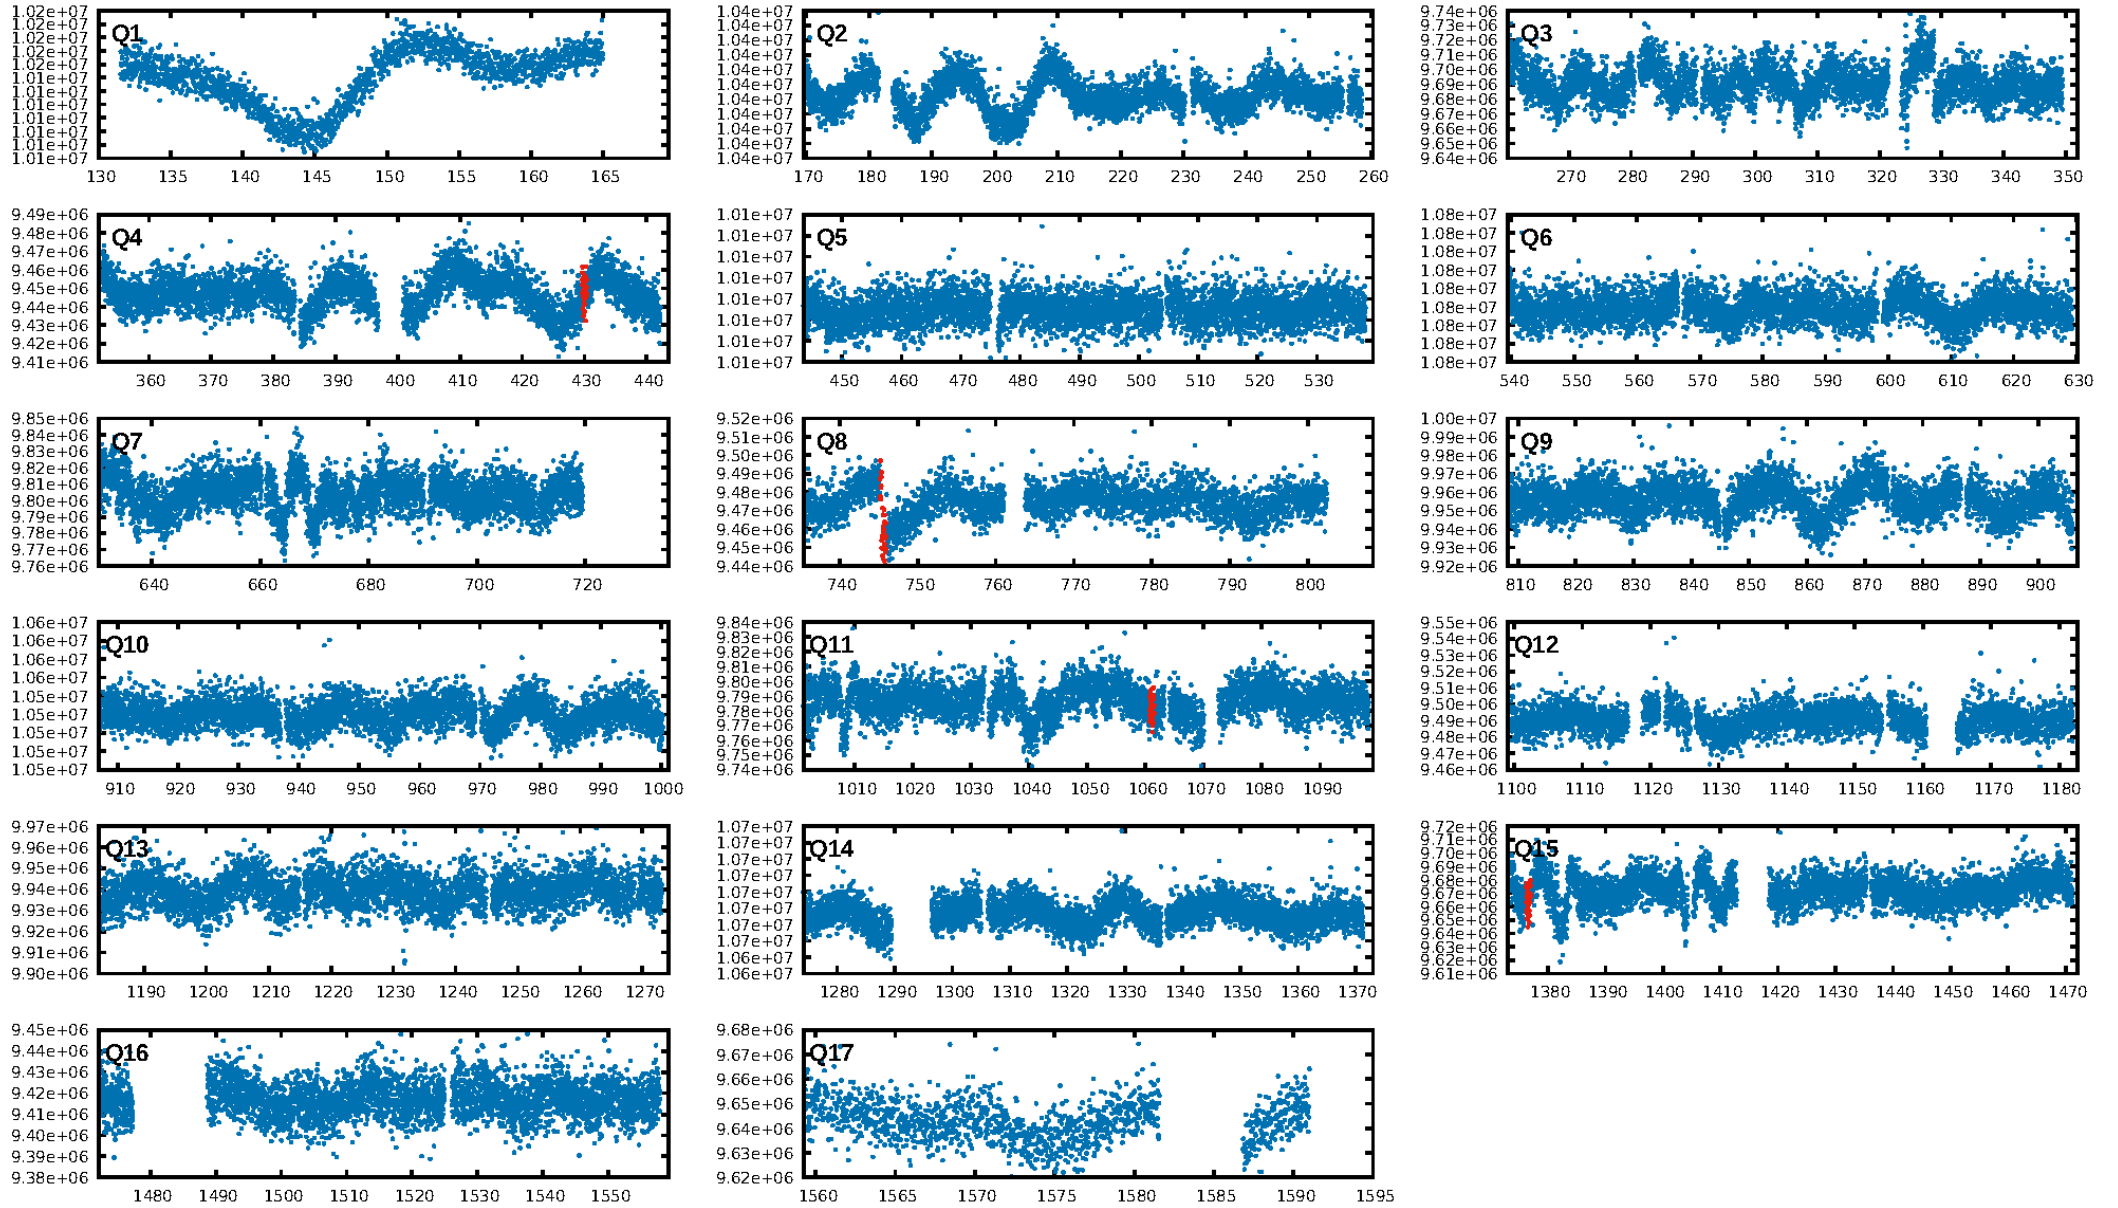 1.02e+07
1.02e+07
1.02e+07
1.02e+07
1.02e+07
1.01e+07
1.01e+07
1.01e+07
1.01e+07
1.01e+07
1.01e+07
1.01e+07
Q1
130 135 140 145 150 155 160 165
1.04e+07
1.04e+07
1.04e+07
1.04e+07
1.04e+07
1.04e+07
1.04e+07
1.04e+07
1.04e+07
Q2
170 180 190 200 210 220 230 240 250 260
9.74e+06
9.73e+06
9.72e+06
9.71e+06
9.70e+06
9.69e+06
9.68e+06
9.67e+06
9.66e+06
9.65e+06
9.64e+06
Q3
270 280 290 300 310 320 330 340 350
9.49e+06
9.48e+06
9.47e+06
9.46e+06
9.45e+06
9.44e+06
9.43e+06
9.42e+06
9.41e+06
Q4
360 370 380 390 400 410 420 430 440
1.01e+07
1.01e+07
1.01e+07
1.01e+07
1.01e+07
1.01e+07
1.01e+07
1.01e+07
Q5
450 460 470 480 490 500 510 520 530
1.08e+07
1.08e+07
1.08e+07
1.08e+07
1.08e+07
1.08e+07
1.08e+07
1.08e+07
1.08e+07
Q6
540 550 560 570 580 590 600 610 620 630
9.85e+06
9.84e+06
9.83e+06
9.82e+06
9.81e+06
9.80e+06
9.79e+06
9.78e+06
9.77e+06
9.76e+06
Q7
640 660 680 700 720
9.52e+06
9.51e+06
9.50e+06
9.49e+06
9.48e+06
9.47e+06
9.46e+06
9.45e+06
9.44e+06
Q8
740 750 760 770 780 790 800
1.00e+07
9.99e+06
9.98e+06
9.97e+06
9.96e+06
9.95e+06
9.94e+06
9.93e+06
9.92e+06
Q9
810 820 830 840 850 860 870 880 890 900
1.06e+07
1.06e+07
1.06e+07
1.06e+07
1.05e+07
1.05e+07
1.05e+07
1.05e+07
1.05e+07
Q10
910 920 930 940 950 960 970 980 990 1000
9.84e+06
9.83e+06
9.82e+06
9.81e+06
9.80e+06
9.79e+06
9.78e+06
9.77e+06
9.76e+06
9.75e+06
9.74e+06
Q11
1010 1020 1030 1040 1050 1060 1070 1080 1090
9.55e+06
9.54e+06
9.53e+06
9.52e+06
9.51e+06
9.50e+06
9.49e+06
9.48e+06
9.47e+06
9.46e+06
Q12
1100 1110 1120 1130 1140 1150 1160 1170 1180
9.97e+06
9.96e+06
9.95e+06
9.94e+06
9.93e+06
9.92e+06
9.91e+06
9.90e+06
Q13
1190 1200 1210 1220 1230 1240 1250 1260 1270
1.07e+07
1.07e+07
1.07e+07
1.07e+07
1.07e+07
1.07e+07
1.07e+07
1.07e+07
1.06e+07
1.06e+07
Q14
1280 1290 1300 1310 1320 1330 1340 1350 1360 1370
9.72e+06
9.71e+06
9.70e+06
9.69e+06
9.68e+06
9.67e+06
9.66e+06
9.65e+06
9.64e+06
9.63e+06
9.62e+06
9.61e+06
Q15
1380 1390 1400 1410 1420 1430 1440 1450 1460 1470
9.45e+06
9.44e+06
9.43e+06
9.42e+06
9.41e+06
9.40e+06
9.39e+06
9.38e+06
Q16
1480 1490 1500 1510 1520 1530 1540 1550
9.68e+06
9.67e+06
9.66e+06
9.65e+06
9.64e+06
9.63e+06
9.62e+06
Q17
1560 1565 1570 1575 1580 1585 1590 1595